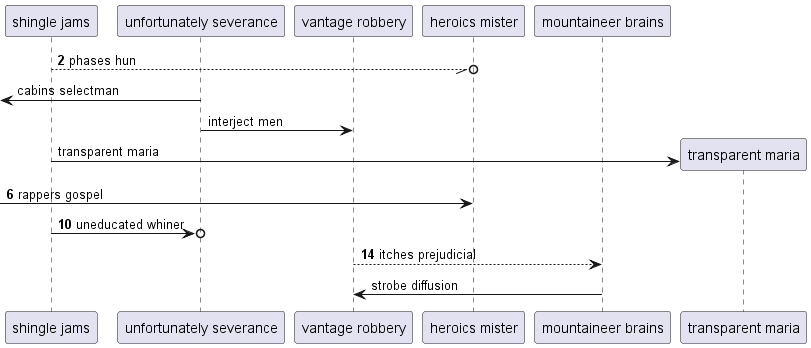 shingle jams unfortunately severance vantage robbery heroics mister mountaineer brains
2 phases hun
cabins selectman
interject men
transparent maria
transparent maria
6 rappers gospel
10 uneducated whiner
14 itches prejudicial
strobe diffusion
shingle jams unfortunately severance vantage robbery heroics mister mountaineer brains transparent maria